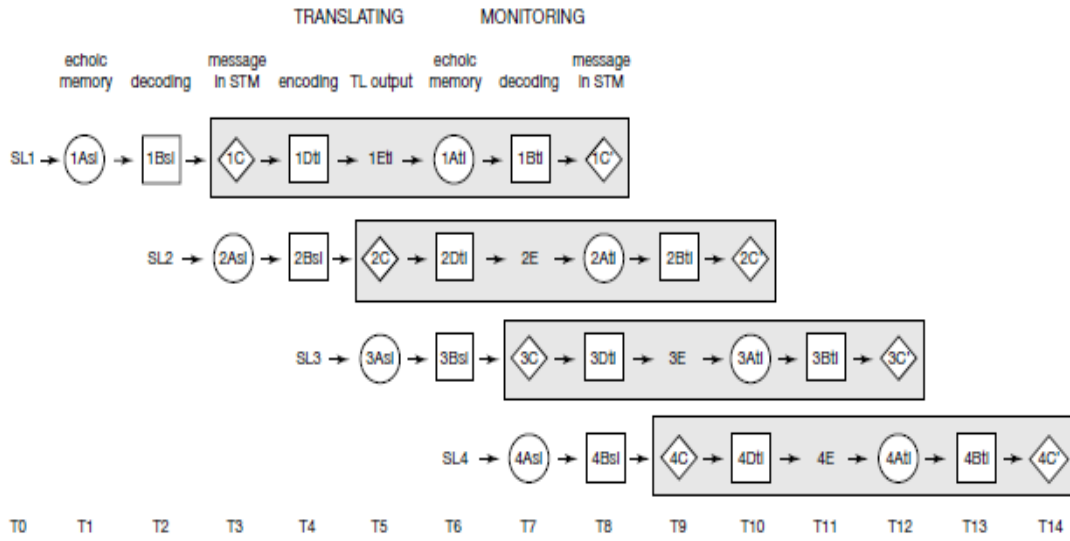 TRANSLATING MONITORING
echoic memory decoding message in STM encoding TL output echoic memory decoding message in STM
SL1 1Asl 1Bsl 1C 1Dtl 1Etl 1Atl 1Btl 1C'
SL2 2Asl 2Bsl 2C 2Dtl 2E 2Atl 2Btl 2C'
SL3 3Asl 3Bsl 3C 3Dtl 3E 3Atl 3Btl 3C'
SL4 4Asl 4Bsl 4C 4Dtl 4E 4Atl 4Btl 4C'
T0 T1 T2 T3 T4 T5 T6 T7 T8 T9 T10 T11 T12 T13 T14